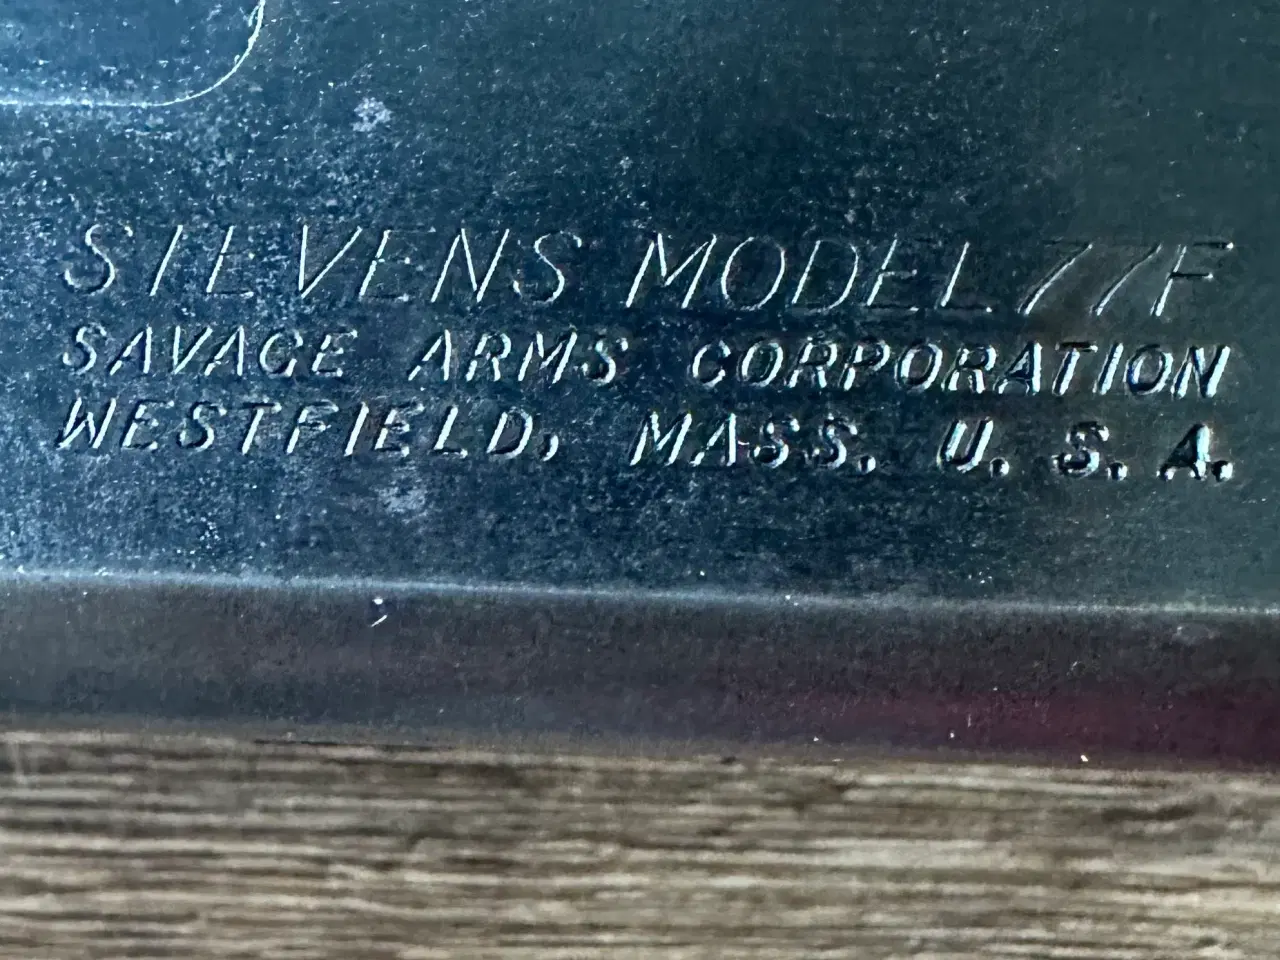 STEVENS MODEL 77F
SAVAGE ARMS CORPORATION
WESTFIELD, MASS. U. S. A.